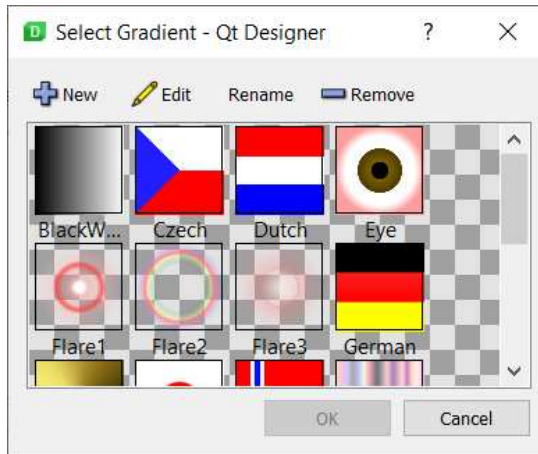 Select Gradient - Qt Designer ? 
New Edit Rename Remove
BlackW... Czech Dutch Eye
Flare1 Flare2 Flare3 German
OK Cancel